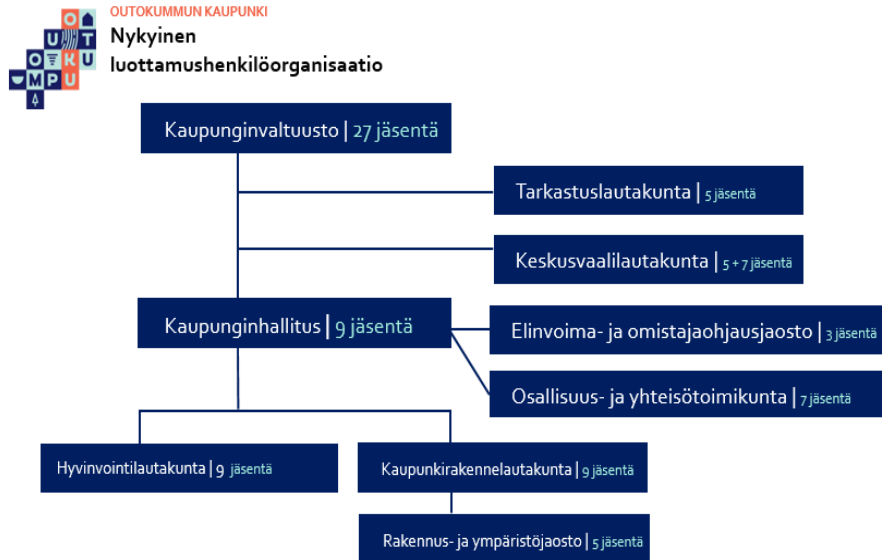 OUTOKUMMUN KAUPUNKI
Nykyinen
luottamushenkilöorganisaatio
OUTOKUMPU
Kaupunginvaltuusto | 27 jäsentä
Tarkastuslautakunta | 5 jäsentä
Keskusvaalilautakunta | 5 + 7 jäsentä
Kaupunginhallitus | 9 jäsentä
Elinvoima- ja omistajaohjausjaosto | 3 jäsentä
Osallisuus- ja yhteisötoimikunta | 7 jäsentä
Hyvinvointilautakunta | 9 jäsentä
Kaupunkirakennelautakunta | 9 jäsentä
Rakennus- ja ympäristöjaosto | 5 jäsentä